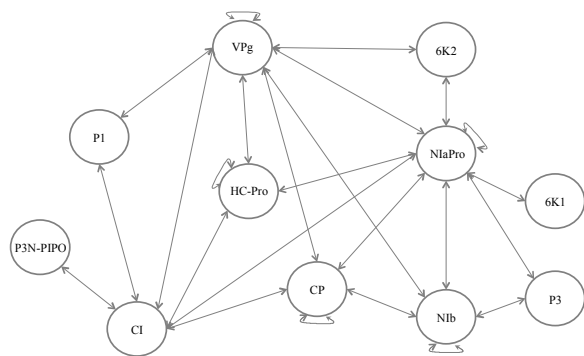 VPg
6K2
P1
NIaPro
HC-Pro
6K1
P3N-PIPO
CP
P3
CI
NIb